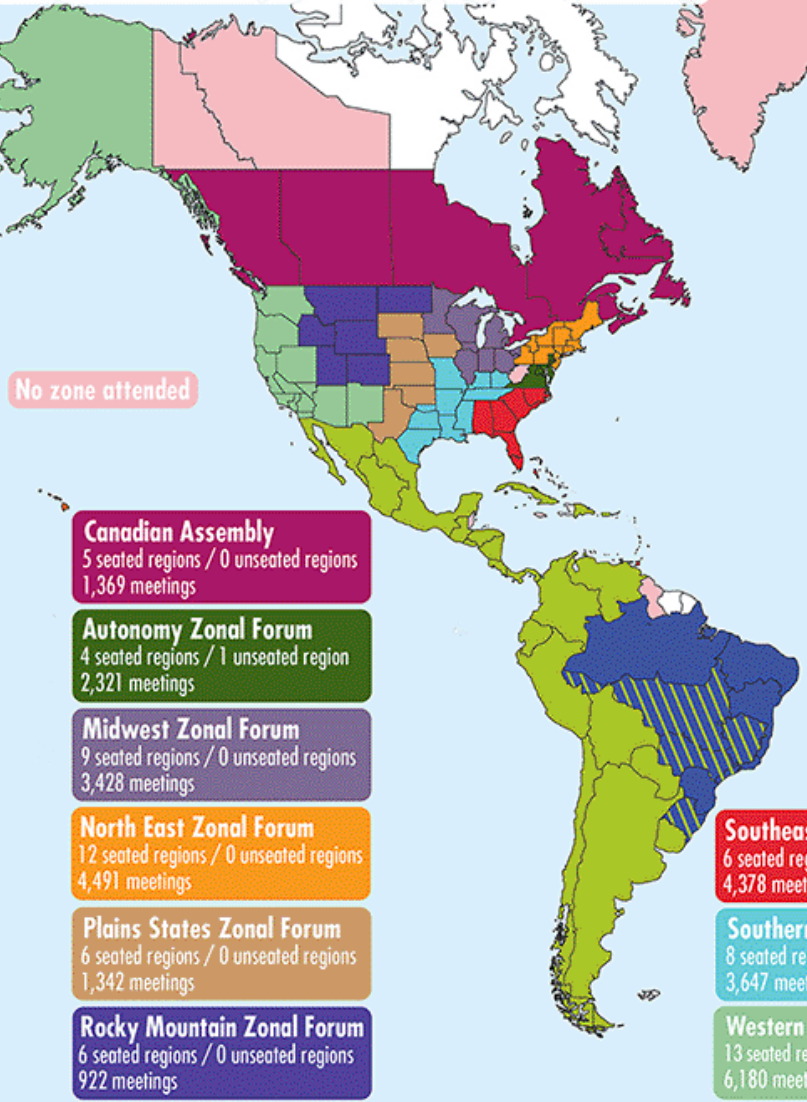 No zone attended
Canadian Assembly
5 seated regions / 0 unseated regions
1,369 meetings
Autonomy Zonal Forum
4 seated regions / 1 unseated region
2,321 meetings
Midwest Zonal Forum
9 seated regions / 0 unseated regions
3,428 meetings
North East Zonal Forum
12 seated regions / 0 unseated regions
4,491 meetings
Plains States Zonal Forum
6 seated regions / 0 unseated regions
1,342 meetings
Rocky Mountain Zonal Forum
6 seated regions / 0 unseated regions
922 meetings
Southeas
6 seated reg
4,378 meet
Southern
8 seated re
3,647 meet
Western
13 seated re
6,180 meet